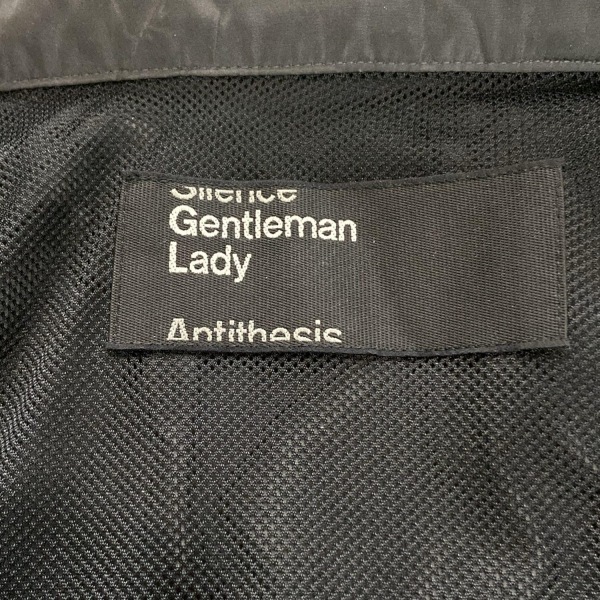 Silence
Gentleman
Lady
Antithesis